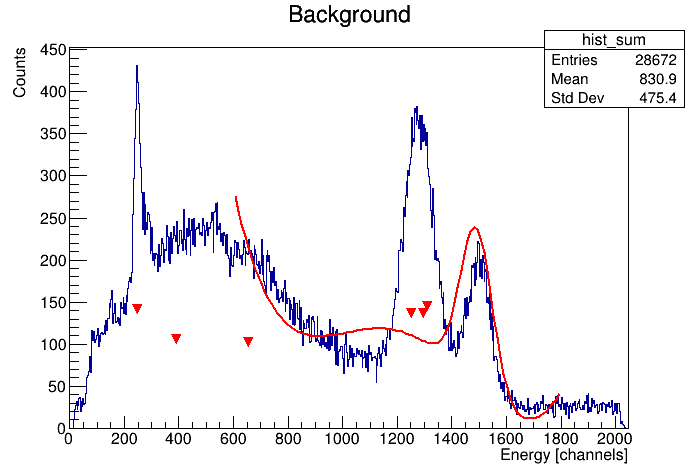 Background
hist_sum
Entries 28672
Mean 830.9
Std Dev 475.4
Counts
450
400
350
300
250
200
150
100
50
0
0 200 400 600 800 1000 1200 1400 1600 1800 2000
Energy [channels]